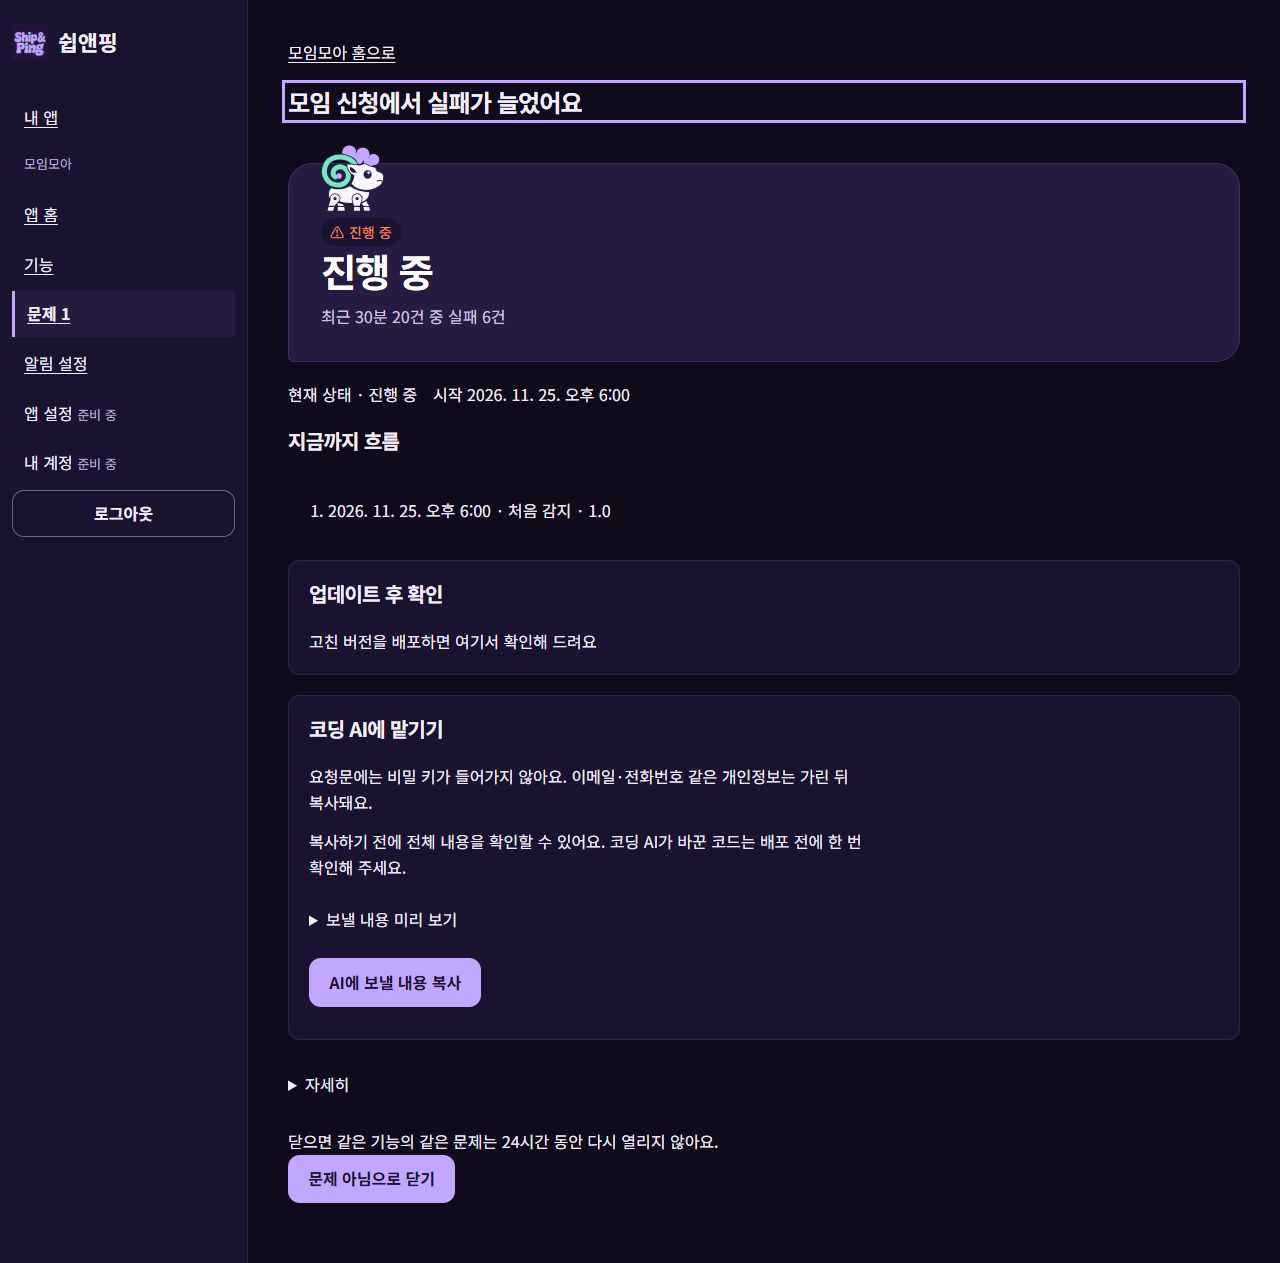 Ship&
Ping
쉽앤핑
내 앱
모임모아
앱 홈
기능
문제 1
알림 설정
앱 설정 준비 중
내 계정 준비 중
로그아웃
모임모아 홈으로
모임 신청에서 실패가 늘었어요
진행 중
진행 중
최근 30분 20건 중 실패 6건
현재 상태 · 진행 중 시작 2026. 11. 25. 오후 6:00
지금까지 흐름
1. 2026. 11. 25. 오후 6:00 · 처음 감지 · 1.0
업데이트 후 확인
고친 버전을 배포하면 여기서 확인해 드려요
코딩 AI에 맡기기
요청문에는 비밀 키가 들어가지 않아요. 이메일·전화번호 같은 개인정보는 가린 뒤
복사돼요.
복사하기 전에 전체 내용을 확인할 수 있어요. 코딩 AI가 바꾼 코드는 배포 전에 한 번
확인해 주세요.
보낼 내용 미리 보기
AI에 보낼 내용 복사
자세히
닫으면 같은 기능의 같은 문제는 24시간 동안 다시 열리지 않아요.
문제 아님으로 닫기